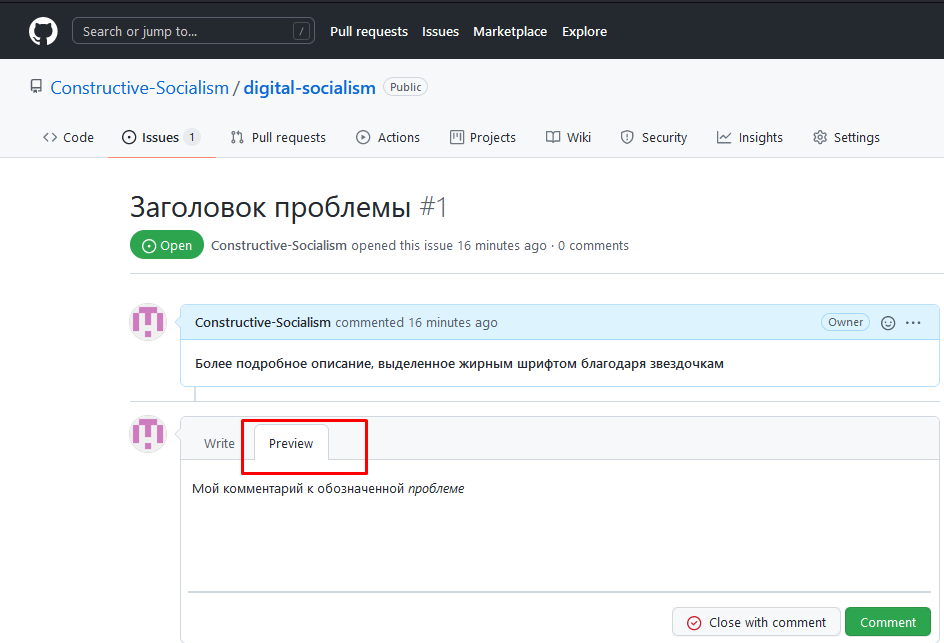 Search or jump to... / Pull requests Issues Marketplace Explore
Constructive-Socialism / digital-socialism Public
Code Issues 1 Pull requests Actions Projects Wiki Security Insights Settings
Заголовок проблемы #1
Open Constructive-Socialism opened this issue 16 minutes ago · 0 comments
Constructive-Socialism commented 16 minutes ago Owner
Более подробное описание, выделенное жирным шрифтом благодаря звездочкам
Write Preview
Мой комментарий к обозначенной проблеме
Close with comment Comment